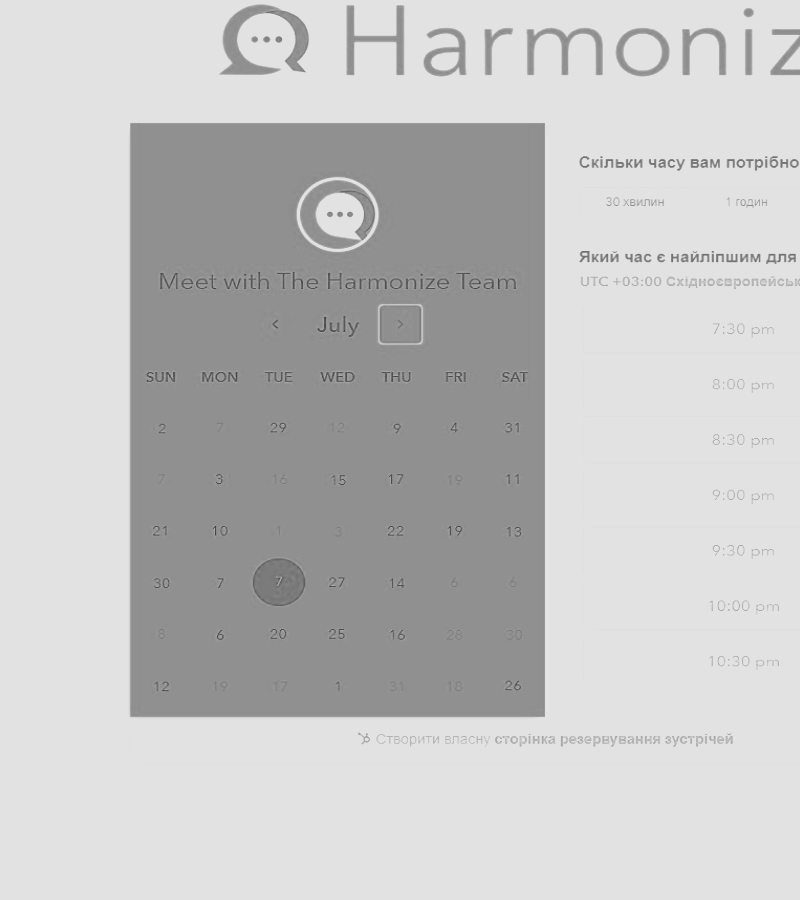 Harmoniz
Meet with The Harmonize Team
July
SUN MON TUE WED THU FRI SAT
2 7 29 12 9 4 31
7 3 16 15 17 19 11
21 10 1 3 22 19 13
30 7 7 27 14 6 6
8 6 20 25 16 28 30
12 19 17 1 31 18 26
Скільки часу вам потрібно
30 хвилин 1 годин
Який час є найліпшим для
UTC +03:00 Східноєвропейськ
7:30 pm
8:00 pm
8:30 pm
9:00 pm
9:30 pm
10:00 pm
10:30 pm
Створити власну сторінка резервування зустрічей